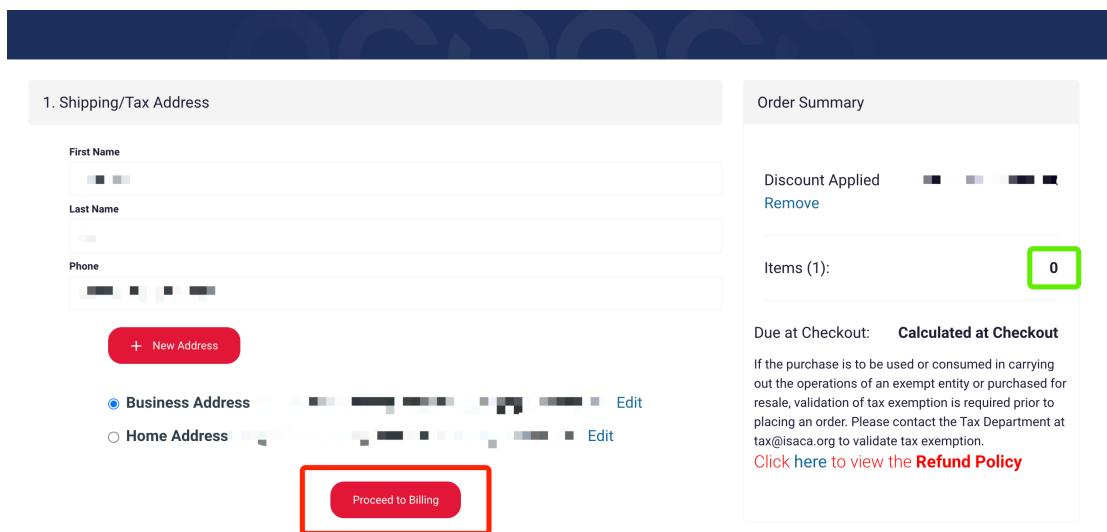 1. Shipping/Tax Address
First Name
Last Name
Phone
+ New Address
Business Address Edit
Home Address Edit
Proceed to Billing
Order Summary
Discount Applied
Remove
Items (1): 0
Due at Checkout: Calculated at Checkout
If the purchase is to be used or consumed in carrying
out the operations of an exempt entity or purchased for
resale, validation of tax exemption is required prior to
placing an order. Please contact the Tax Department at
tax@isaca.org to validate tax exemption.
Click here to view the Refund Policy